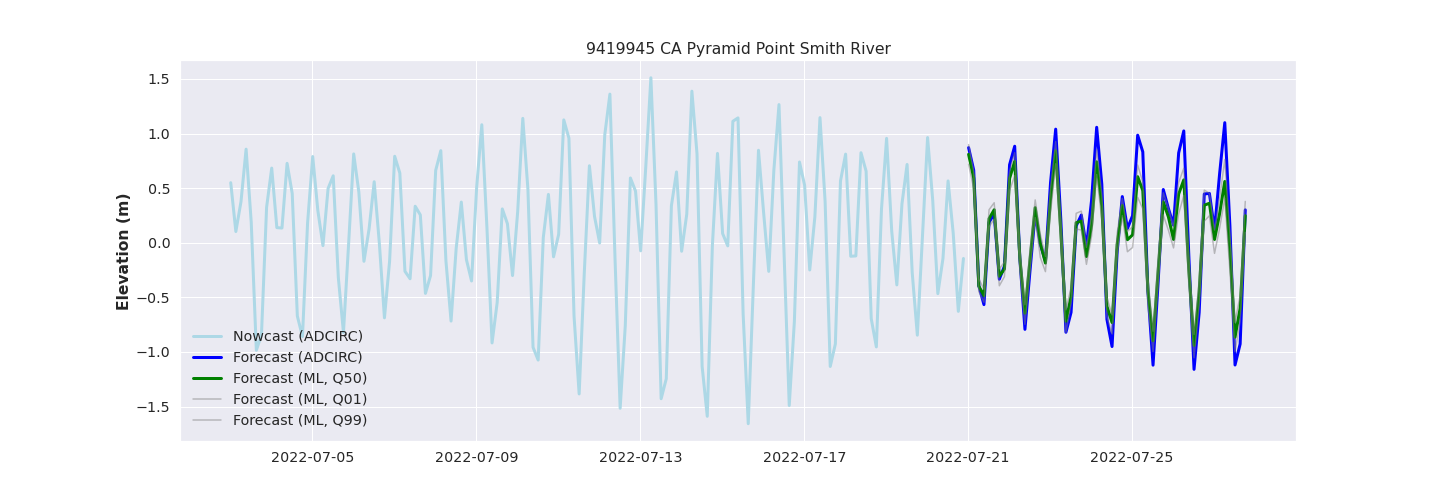 9419945 CA Pyramid Point Smith River
Elevation (m)
1.5
1.0
0.5
0.0
−0.5
−1.0
−1.5
Nowcast (ADCIRC)
Forecast (ADCIRC)
Forecast (ML, Q50)
Forecast (ML, Q01)
Forecast (ML, Q99)
2022-07-05 2022-07-09 2022-07-13 2022-07-17 2022-07-21 2022-07-25